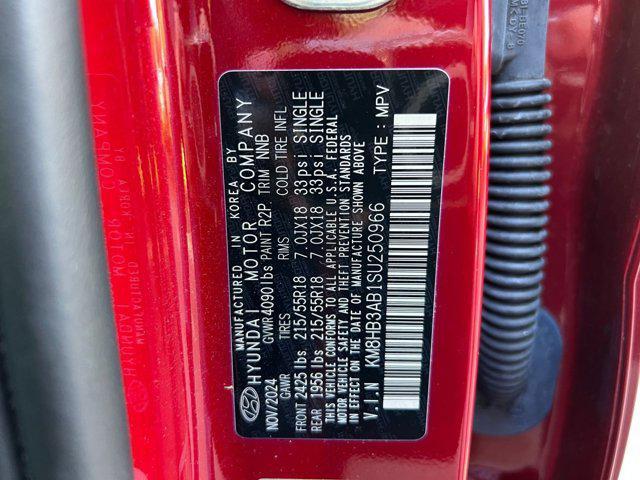 MANUFACTURED IN KOREA BY
HYUNDAI MOTOR COMPANY
NOV/2024 GVWR 4090 lbs PAINT R2P TRIM NNB
GAWR TIRES RIMS COLD TIRE INFL
FRONT 2425 lbs. 215/55R18 7.0JX18 33psi SINGLE
REAR 1956 lbs. 215/55R18 7.0JX18 33psi SINGLE
THIS VEHICLE CONFORMS TO ALL APPLICABLE U.S.A. FEDERAL
MOTOR VEHICLE SAFETY AND THEFT PREVENTION STANDARDS
IN EFFECT ON THE DATE OF MANUFACTURE SHOWN ABOVE
V.I.N KM8HB3AB1SU250966 TYPE : MPV